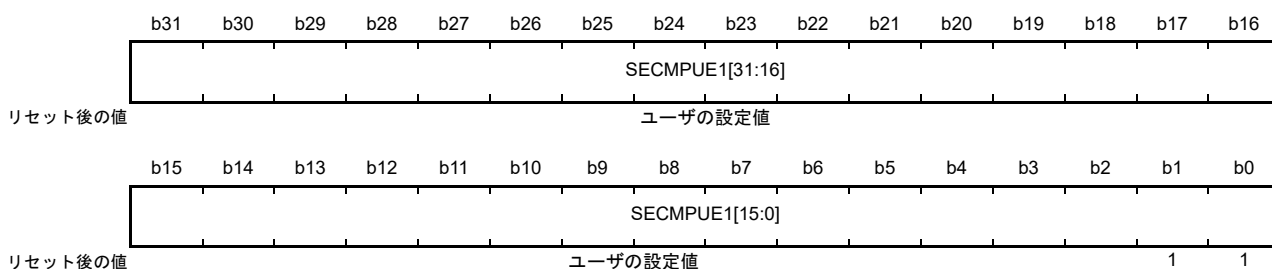 b31 b30 b29 b28 b27 b26 b25 b24 b23 b22 b21 b20 b19 b18 b17 b16
SECMPUE1[31:16]
リセット後の値 ユーザの設定値
b15 b14 b13 b12 b11 b10 b9 b8 b7 b6 b5 b4 b3 b2 b1 b0
SECMPUE1[15:0]
リセット後の値 ユーザの設定値 1 1